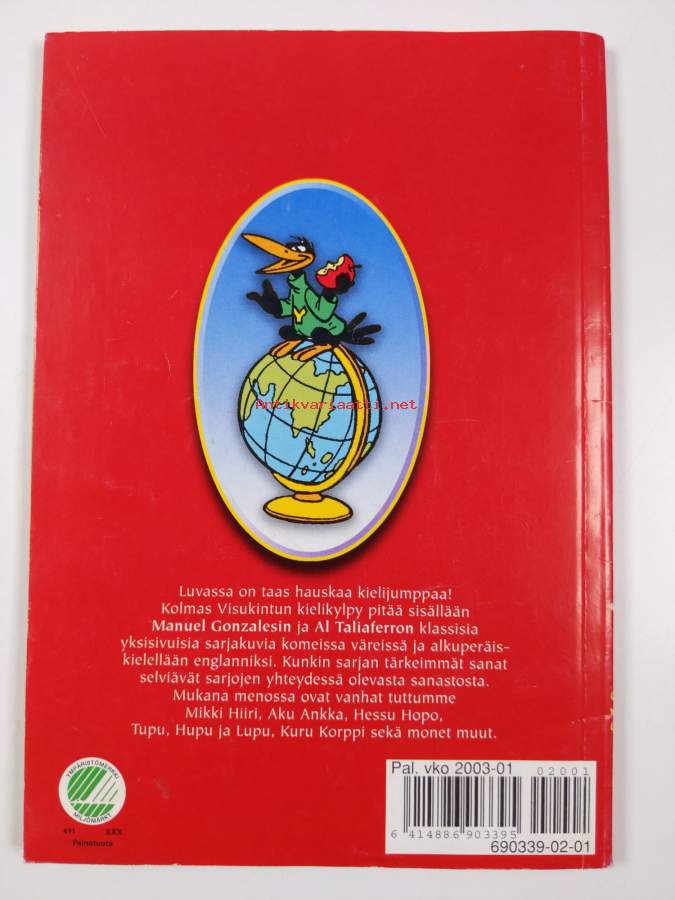 Y
Antikvariaatti.net
Luvassa on taas hauskaa kielijumppaa!
Kolmas Visukintun kielikylpy pitää sisällään
Manuel Gonzalesin ja Al Taliaferron klassisia
yksisivuisia sarjakuvia komeissa väreissä ja alkuperäis-
kielellään englanniksi. Kunkin sarjan tärkeimmät sanat
selviävät sarjojen yhteydessä olevasta sanastosta.
Mukana menossa ovat vanhat tuttumme
Mikki Hiiri, Aku Ankka, Hessu Hopo,
Tupu, Hupu ja Lupu, Kuru Korppi sekä monet muut.
YMPÄRISTÖMERKKI
MILJÖMÄRKT
411 XXX
Painotuote
Pal. vko 2003-01
02001
6 414886 903395
690339-02-01